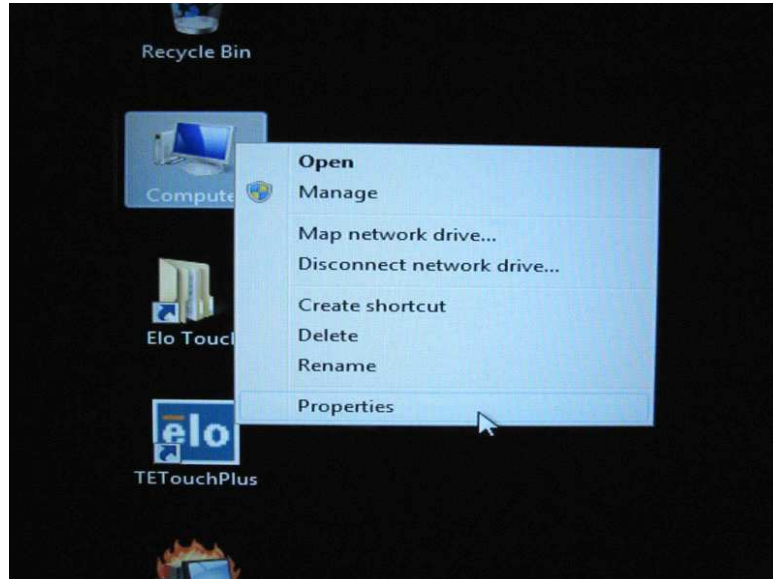 Recycle Bin
Compute
Open
Manage
Map network drive...
Disconnect network drive...
Create shortcut
Delete
Rename
Properties
Elo Touc
elo
TETouchPlus